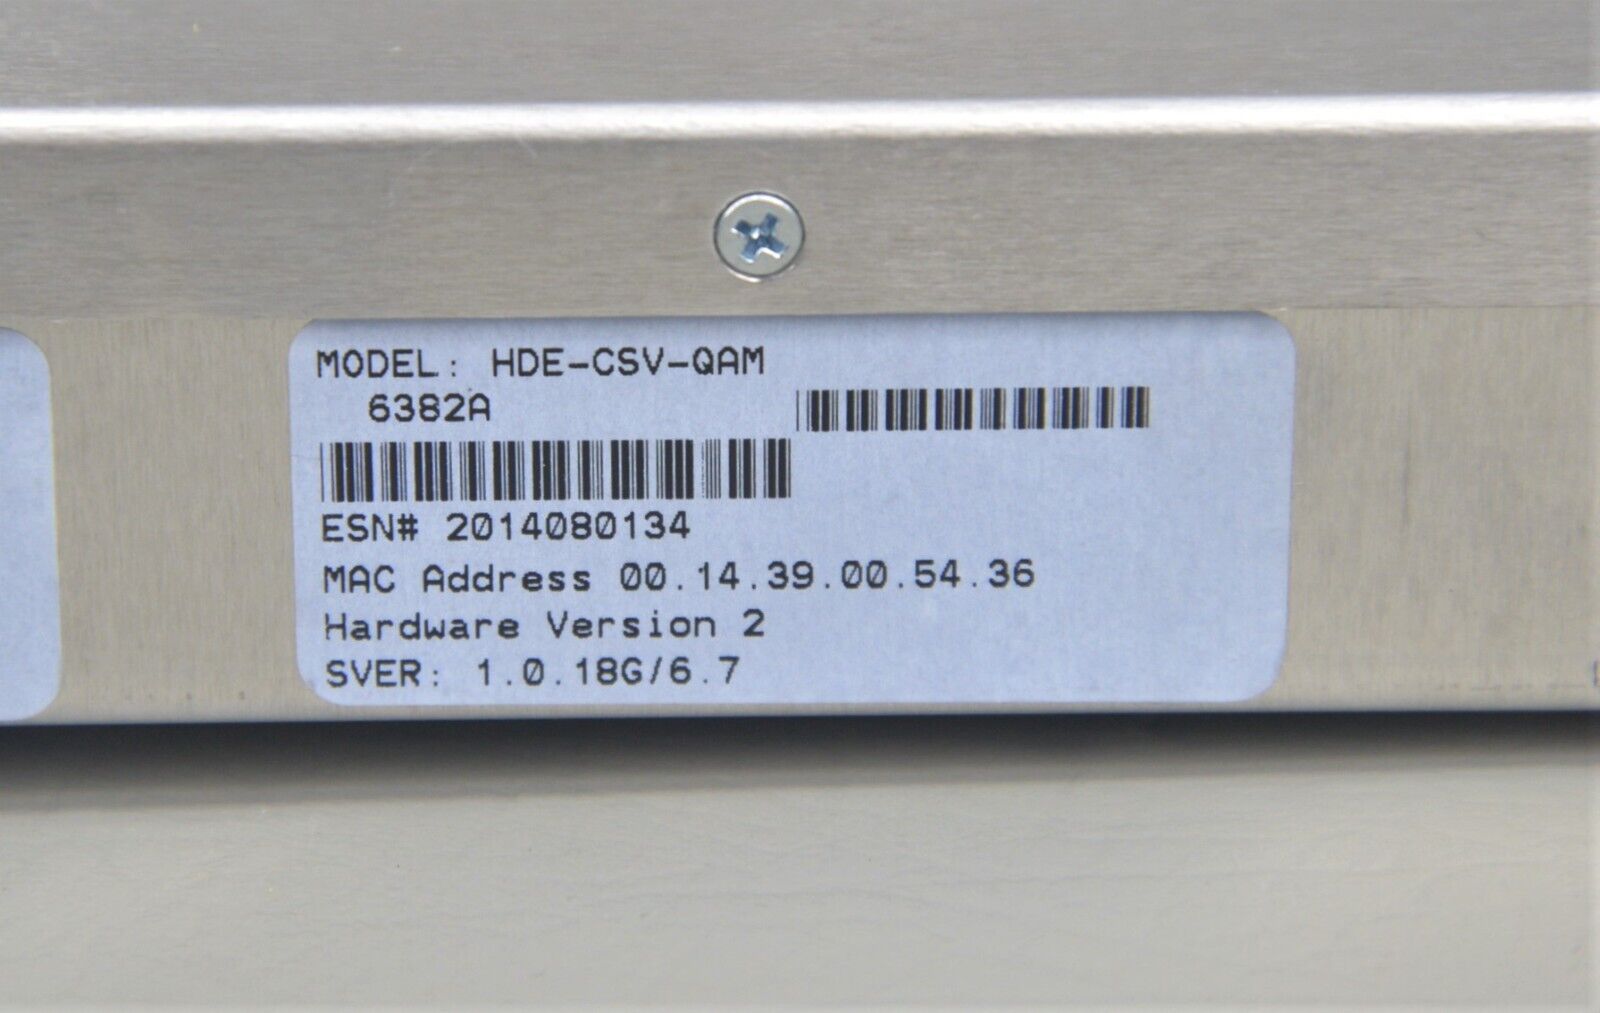 MODEL: HDE-CSV-QAM
6382A
ESN# 2014080134
MAC Address 00.14.39.00.54.36
Hardware Version 2
SVER: 1.0.18G/6.7